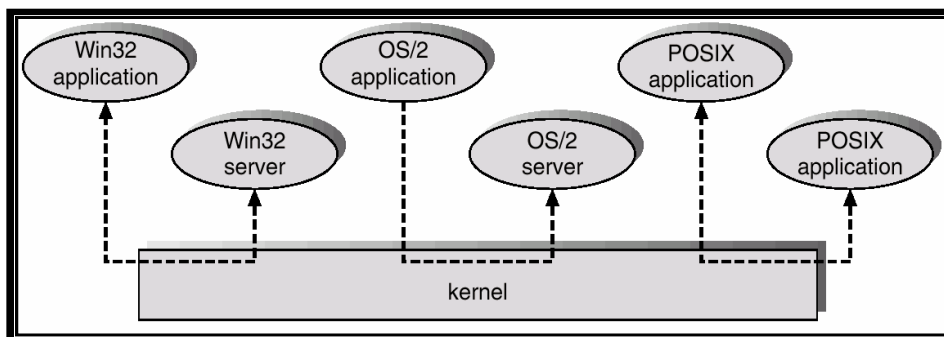 Win32
application
OS/2
application
POSIX
application
Win32
server
OS/2
server
POSIX
application
kernel